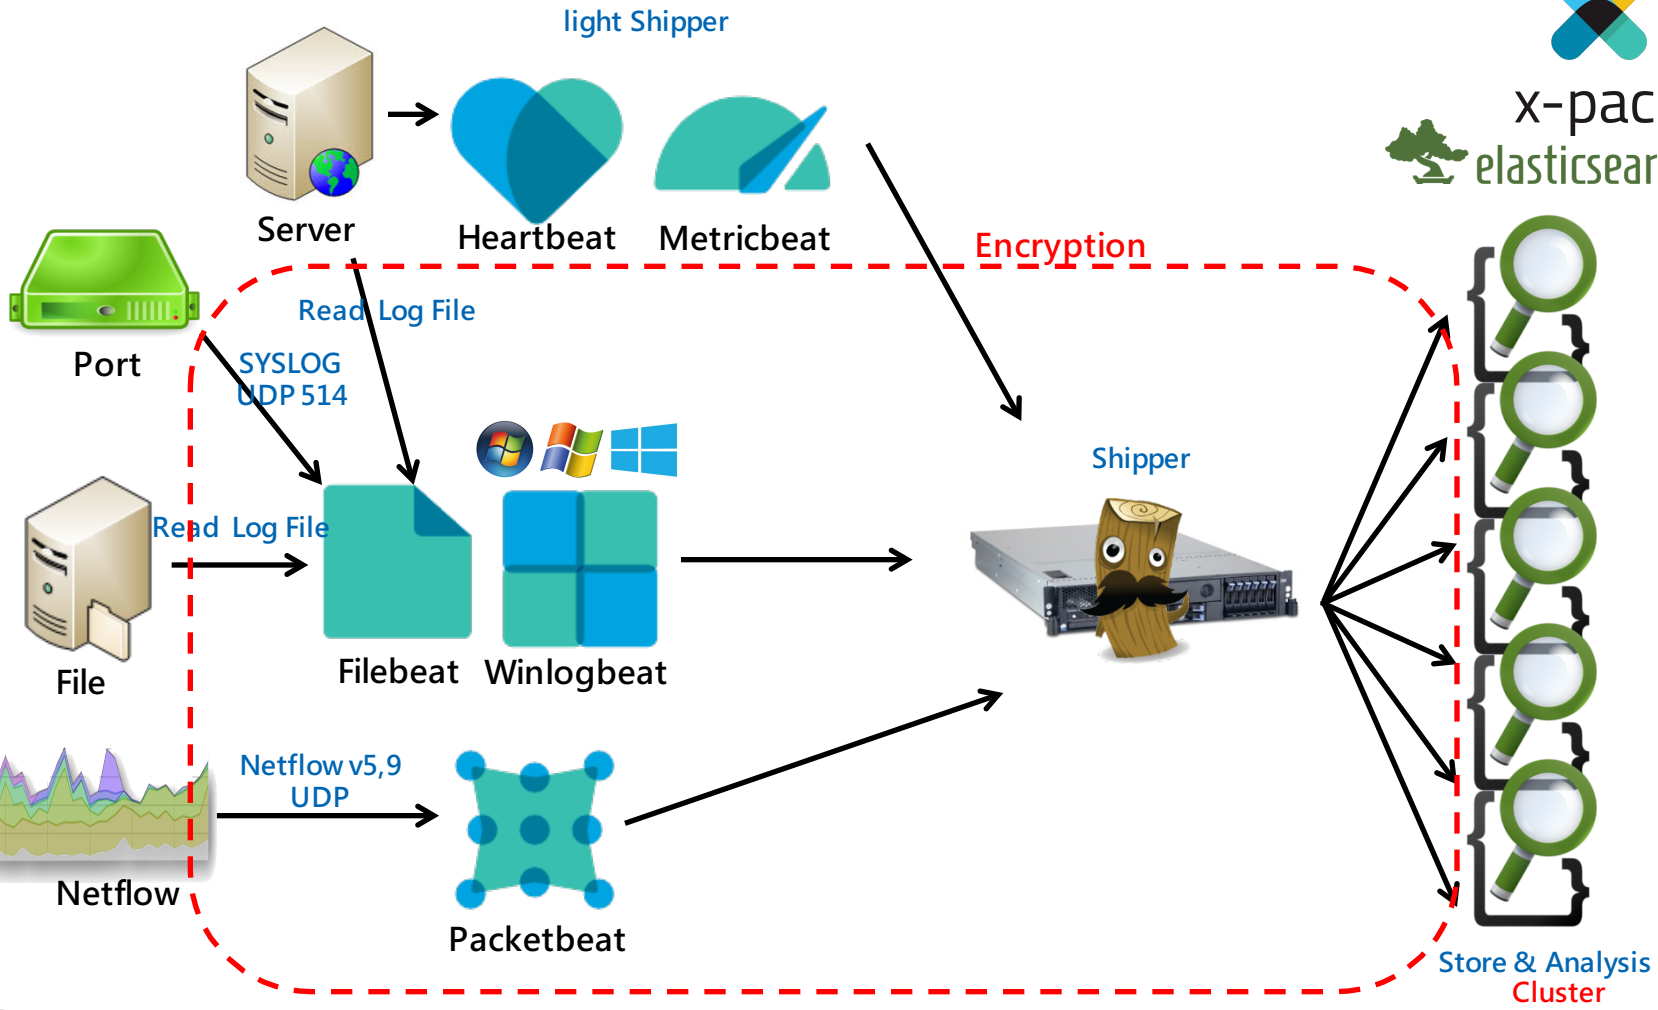 light Shipper
x-pac
elasticsear
Server
Heartbeat
Metricbeat
Encryption
Read Log File
Port
SYSLOG
UDP 514
Shipper
Read Log File
File
Filebeat
Winlogbeat
Netflow v5,9
UDP
Netflow
Packetbeat
Store & Analysis
Cluster